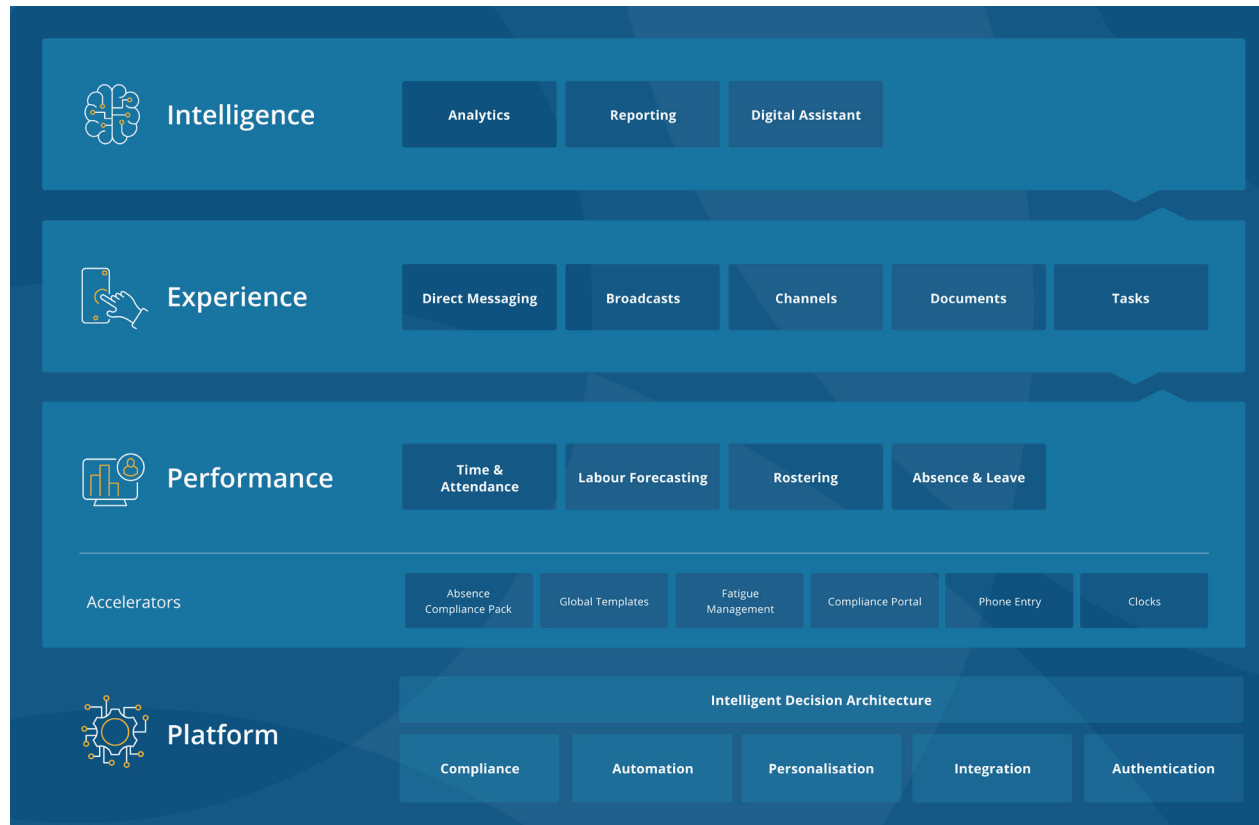 Intelligence
Analytics
Reporting
Digital Assistant
Experience
Direct Messaging
Broadcasts
Channels
Documents
Tasks
Performance
Time &
Attendance
Labour Forecasting
Rostering
Absence & Leave
Accelerators
Absence
Compliance Pack
Global Templates
Fatigue
Management
Compliance Portal
Phone Entry
Clocks
Platform
Intelligent Decision Architecture
Compliance
Automation
Personalisation
Integration
Authentication